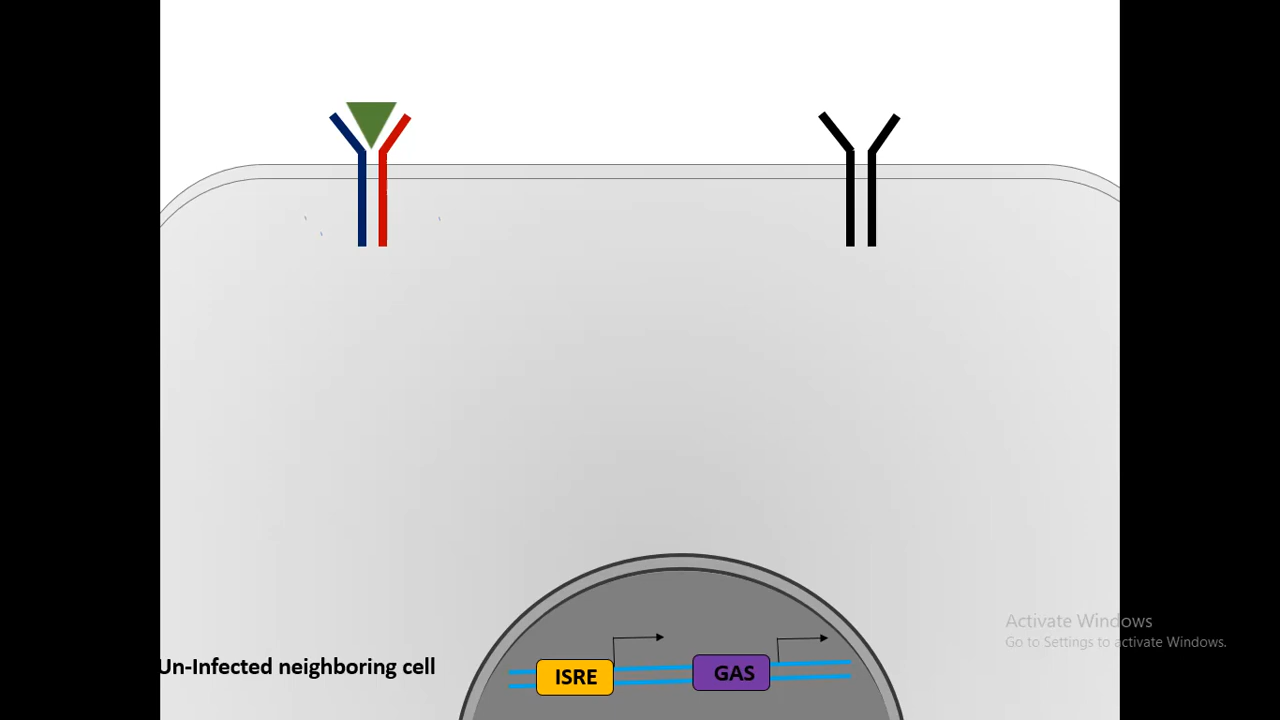 Activate Windows
Go to Settings to activate Windows.
Un-Infected neighboring cell
ISRE
GAS